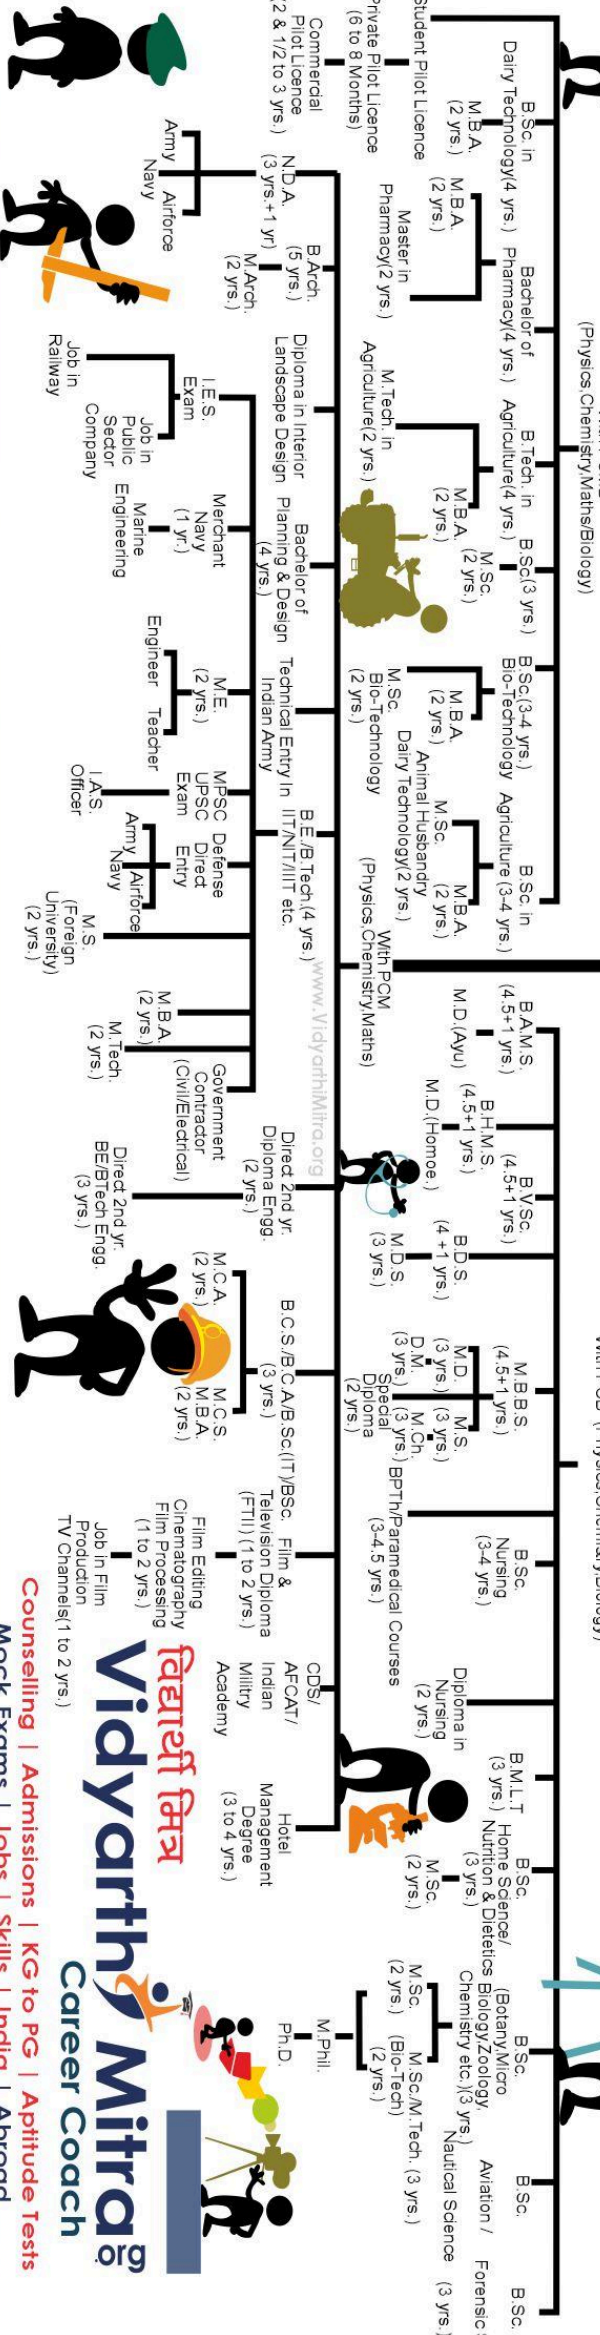 (Physics,Chemistry,Maths/Biology)
Student Pilot Licence
Private Pilot Licence
(6 to 8 Months)
Commercial
Pilot Licence
(2 & 1/2 to 3 yrs.)
B.Sc. in
Dairy Technology(4 yrs.)
M.B.A.
(2 yrs.)
Bachelor of
Pharmacy(4 yrs.)
M.B.A.
(2 yrs.)
Master in
Pharmacy(2 yrs.)
B.Tech. in
Agriculture(4 yrs.)
M.Tech. in
Agriculture(2 yrs.)
M.B.A.
(2 yrs.)
B.Sc.(3 yrs.)
M.Sc.
(2 yrs.)
B.Sc.(3-4 yrs.)
Bio-Technology
M.Sc.
Bio-Technology
(2 yrs.)
M.B.A.
(2 yrs.)
B.Sc. in
Agriculture (3-4 yrs.)
M.Sc.
Animal Husbandry
Dairy Technology(2 yrs.)
M.B.A.
(2 yrs.)
With PCB (Physics,Chemistry,Biology)
B.A.M.S.
(4.5+1 yrs.)
M.D.(Ayu)
B.H.M.S.
(4.5+1 yrs.)
M.D.(Homoe.)
B.V.Sc.
(4.5+1 yrs.)
B.D.S.
(4 +1 yrs.)
M.D.S.
(3 yrs.)
M.B.B.S.
(4.5+1 yrs.)
M.D.
(3 yrs.)
M.S.
(3 yrs.)
D.M.
(3 yrs.)
M.Ch.
(3 yrs.)
Special
Diploma
(2 yrs.)
BPTh/Paramedical Courses
(3-4.5 yrs.)
B.Sc.
Nursing
(3-4 yrs.)
Diploma in
Nursing
(2 yrs.)
B.M.L.T
(3 yrs.)
B.Sc.
Home Science/
Nutrition & Dietetics
(3 yrs.)
M.Sc.
(2 yrs.)
B.Sc.
(Botany,Micro
Biology,Zoology,
Chemistry etc.)(3 yrs.)
M.Sc.
(2 yrs.)
M.Sc./M.Tech. (3 yrs.)
(Bio-Tech)
(2 yrs.)
M.Phil.
Ph.D.
B.Sc.
Aviation /
Nautical Science
B.Sc.
Forensic
(3 yrs.)
With PCM
(Physics,Chemistry,Maths)
N.D.A.
(3 yrs.+1 yr)
Army
Navy
Airforce
B.Arch.
(5 yrs.)
M.Arch.
(2 yrs.)
Diploma in Interior
Landscape Design
Bachelor of
Planning & Design
(4 yrs.)
Technical Entry In
Indian Army
B.E./B.Tech.(4 yrs.)
IIT/NIT/IIIT etc.
I.E.S.
Exam
Job in
Railway
Job in
Public
Sector
Company
Merchant
Navy
(1 yr.)
Marine
Engineering
M.E.
(2 yrs.)
Engineer
Teacher
MPSC
UPSC
Exam
I.A.S.
Officer
Defense
Direct
Entry
Army
Navy
Airforce
M.S.
(Foreign
University)
(2 yrs.)
M.B.A.
(2 yrs.)
M.Tech.
(2 yrs.)
Government
Contractor
(Civil/Electrical)
www.VidyarthiMitra.org
Direct 2nd yr.
Diploma Engg.
(2 yrs.)
Direct 2nd yr.
BE/BTech Engg.
(3 yrs.)
B.C.S./B.C.A/B.Sc.(IT)/BSc.
(3 yrs.)
M.C.A.
(2 yrs.)
M.C.S.
M.B.A.
(2 yrs.)
Film &
Television Diploma
(FTII) (1 to 2 yrs.)
Film Editing
Cinematography
Film Processing
(1 to 2 yrs.)
Job in Film
Production
TV Channels(1 to 2 yrs.)
CDS/
AFCAT/
Indian
Militry
Academy
Hotel
Management
Degree
(3 to 4 yrs.)
विद्यार्थी मित्र
Vidyarthi Mitra.org
Career Coach
Counselling | Admissions | KG to PG | Aptitude Tests
Mock Exams | Jobs | Skills | India | Abroad